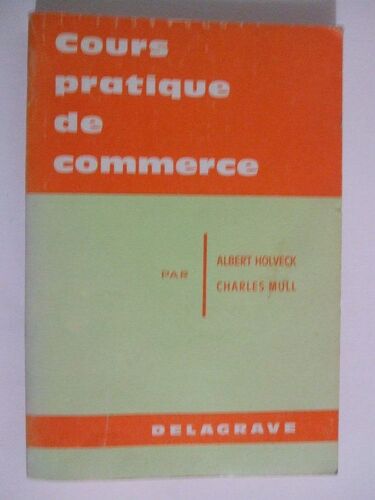 Cours
pratique
de
commerce
PAR
ALBERT HOLVECK
CHARLES MULL
DELAGRAVE